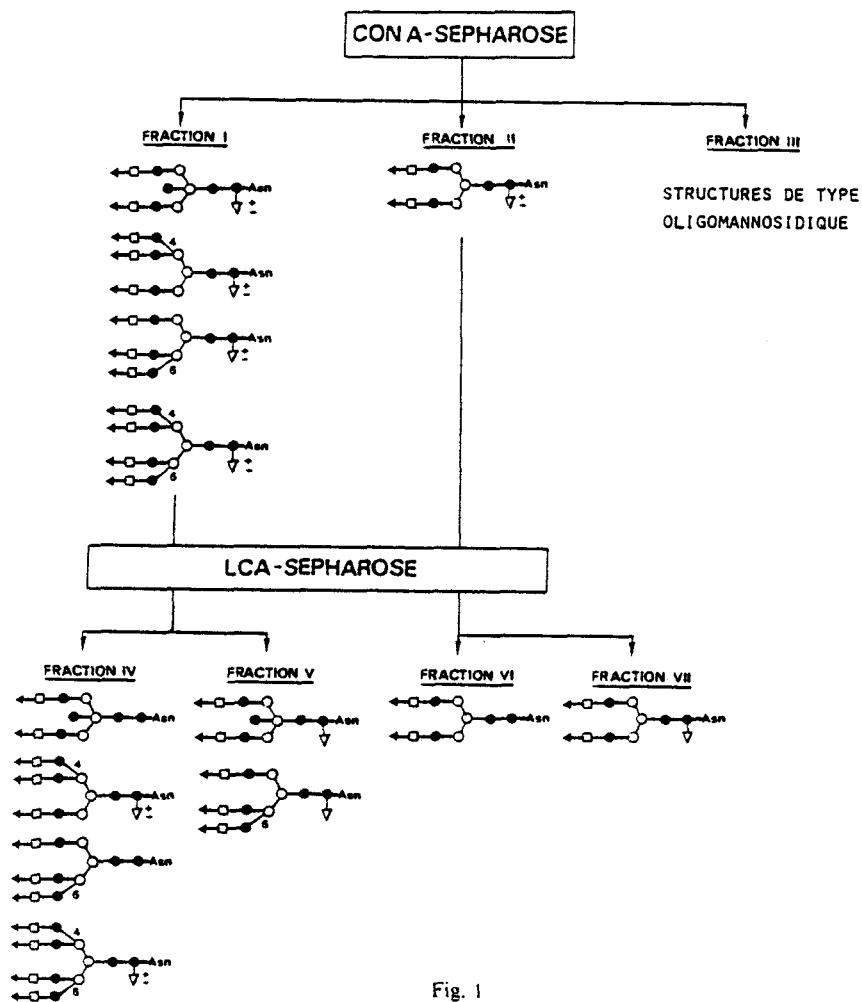 CON A-SEPHAROSE
FRACTION I
FRACTION II
FRACTION III
Asn
±
STRUCTURES DE TYPE
OLIGOMANNOSIDIQUE
4
Asn
±
Asn
±
6
4
Asn
±
6
Asn
±
LCA-SEPHAROSE
FRACTION IV
FRACTION V
FRACTION VI
FRACTION VII
Asn
Asn
Asn
Asn
4
Asn
±
Asn
6
Asn
6
4
Asn
±
6
Fig. 1